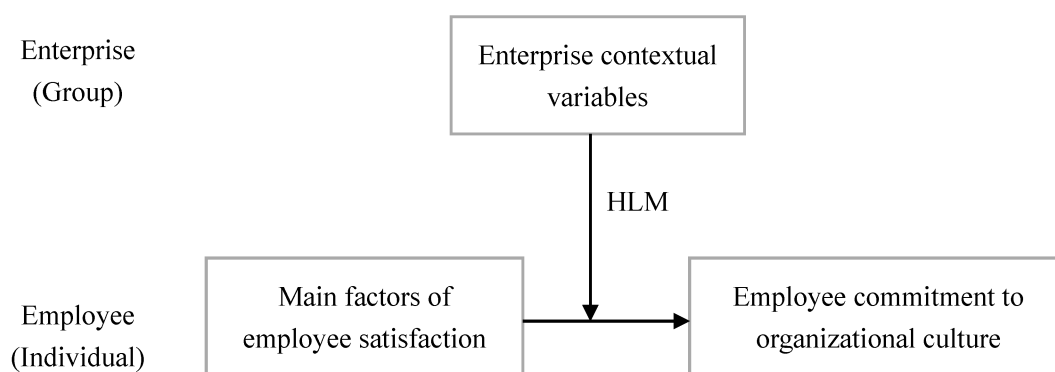 Enterprise
(Group)
Enterprise contextual
variables
HLM
Main factors of
employee satisfaction
Employee commitment to
organizational culture
Employee
(Individual)